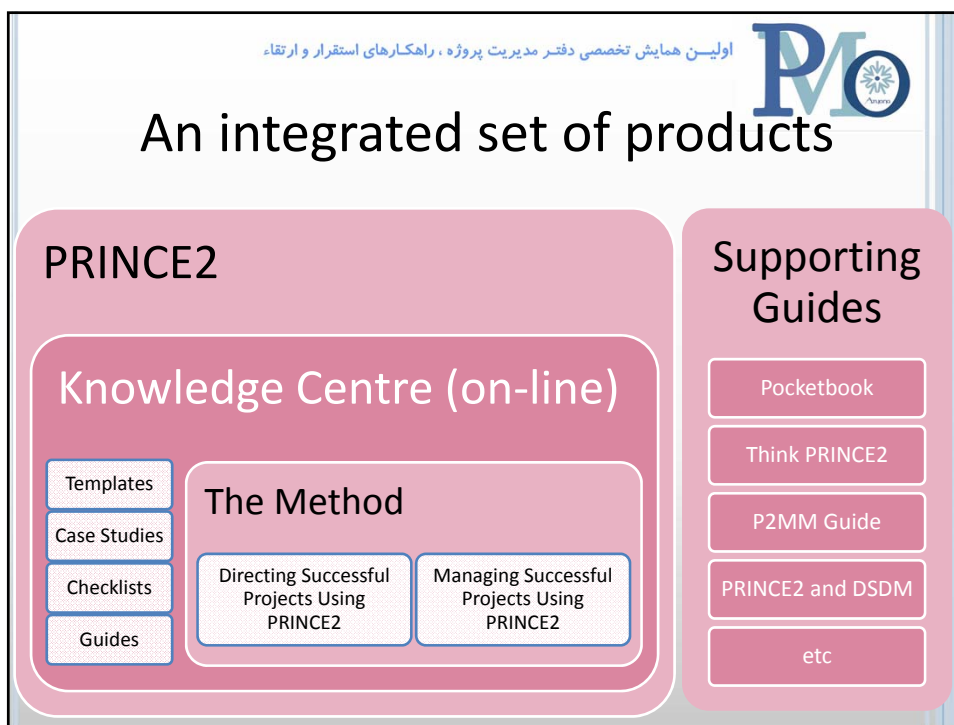 اولیـــن همایش تخصصی دفتـر مدیریت پروژه ، راهکـارهای استقرار و ارتقاء
PMO
An integrated set of products
PRINCE2
Knowledge Centre (on-line)
Templates
Case Studies
Checklists
Guides
The Method
Directing Successful
Projects Using
PRINCE2
Managing Successful
Projects Using
PRINCE2
Supporting
Guides
Pocketbook
Think PRINCE2
P2MM Guide
PRINCE2 and DSDM
etc